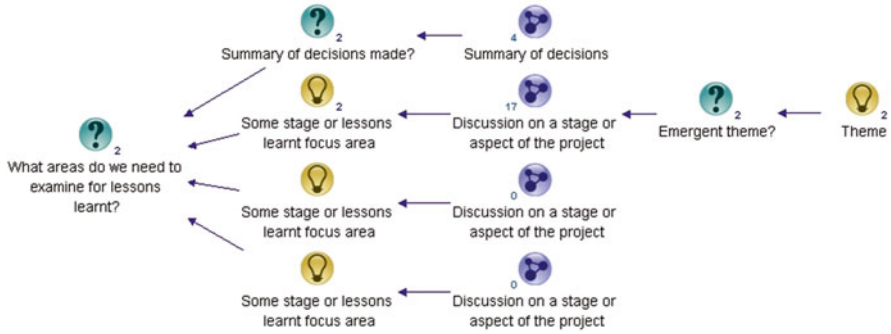 2
4
Summary of decisions made?
Summary of decisions
2
17
2
2
Some stage or lessons
learnt focus area
Discussion on a stage or
aspect of the project
Emergent theme?
Theme
2
What areas do we need to
examine for lessons
learnt?
0
Some stage or lessons
learnt focus area
Discussion on a stage or
aspect of the project
0
Some stage or lessons
learnt focus area
Discussion on a stage or
aspect of the project